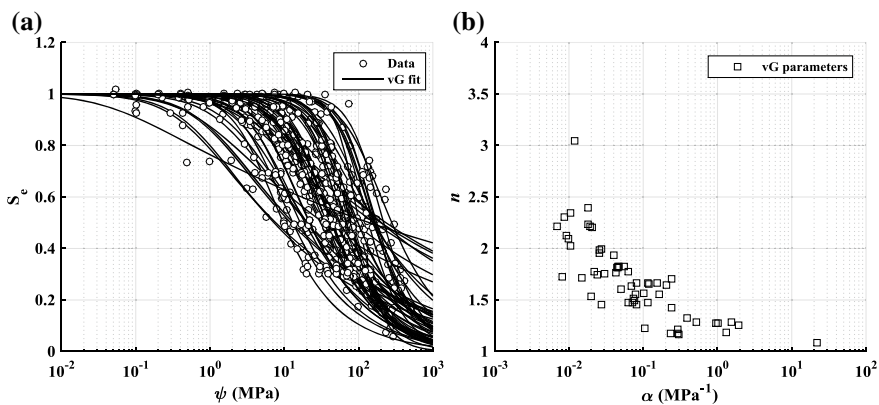 (a)
1.2
1
0.8
0.6
0.4
0.2
0
S_e
10^-2 10^-1 10^0 10^1 10^2 10^3
ψ (MPa)
Data
vG fit
(b)
4
3.5
3
2.5
2
1.5
1
n
10^-3 10^-2 10^-1 10^0 10^1 10^2
α (MPa^-1)
vG parameters